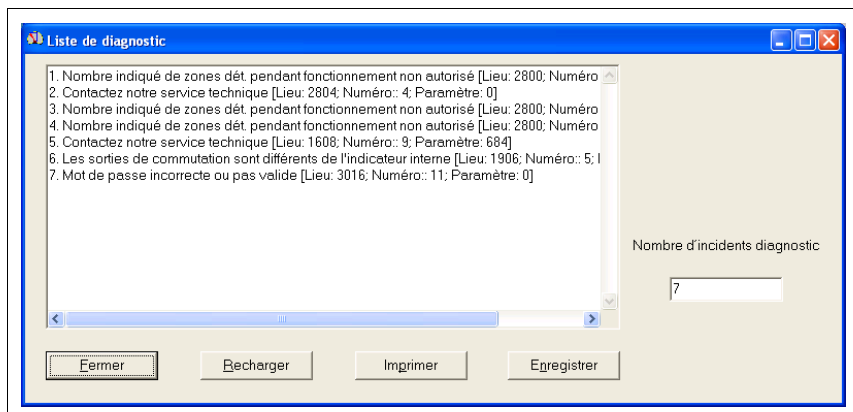 Liste de diagnostic
1. Nombre indiqué de zones dét. pendant fonctionnement non autorisé [Lieu: 2800; Numéro
2. Contactez notre service technique [Lieu: 2804; Numéro:: 4; Paramètre: 0]
3. Nombre indiqué de zones dét. pendant fonctionnement non autorisé [Lieu: 2800; Numéro
4. Nombre indiqué de zones dét. pendant fonctionnement non autorisé [Lieu: 2800; Numéro
5. Contactez notre service technique [Lieu: 1608; Numéro:: 9; Paramètre: 684]
6. Les sorties de commutation sont différents de l'indicateur interne [Lieu: 1906; Numéro:: 5;
7. Mot de passe incorrecte ou pas valide [Lieu: 3016; Numéro:: 11; Paramètre: 0]
Nombre d´incidents diagnostic
7
Fermer
Recharger
Imprimer
Enregistrer